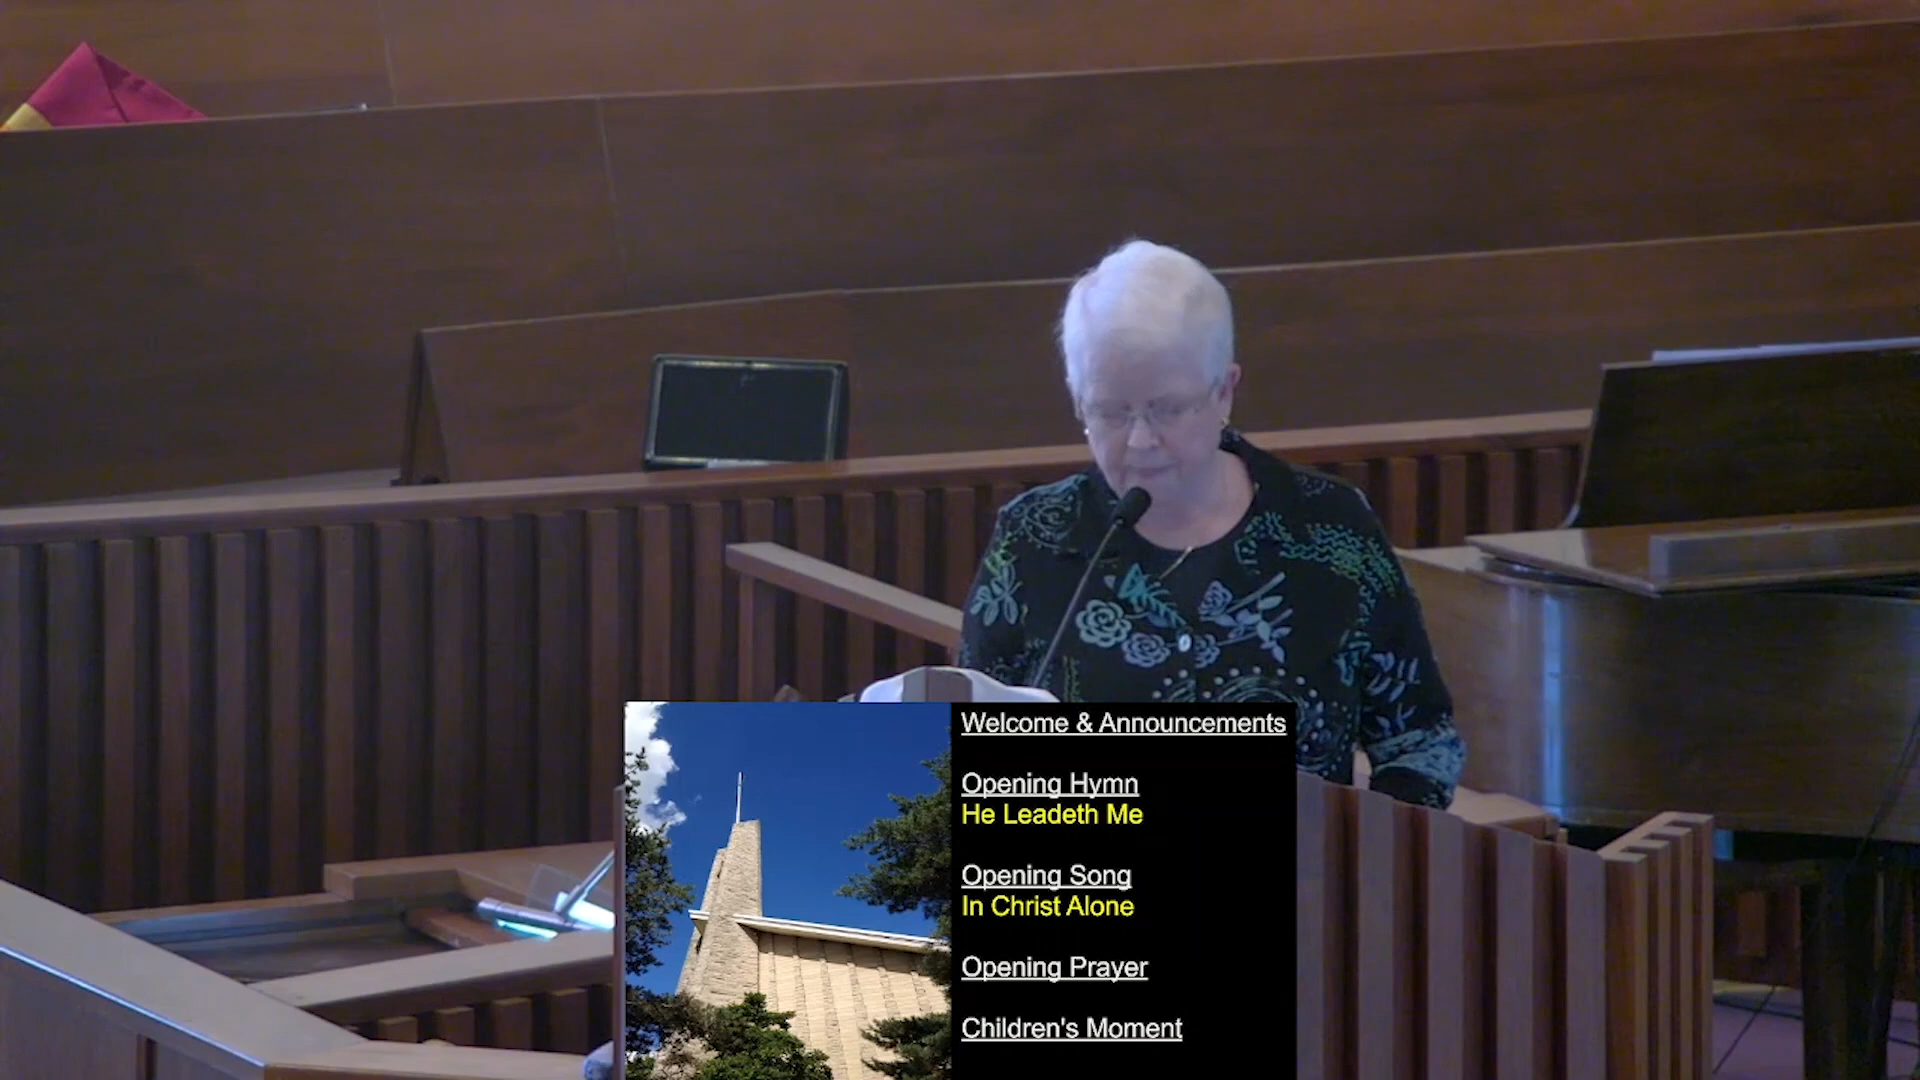 Welcome & Announcements
Opening Hymn
He Leadeth Me
Opening Song
In Christ Alone
Opening Prayer
Children's Moment